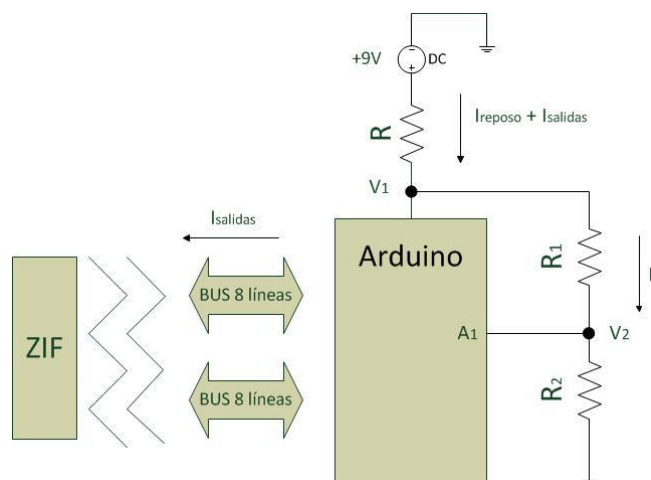 +9V
DC
R
Ireposo + Isalidas
V1
Isalidas
Arduino
R1
BUS 8 líneas
ZIF
A1
V2
BUS 8 líneas
R2